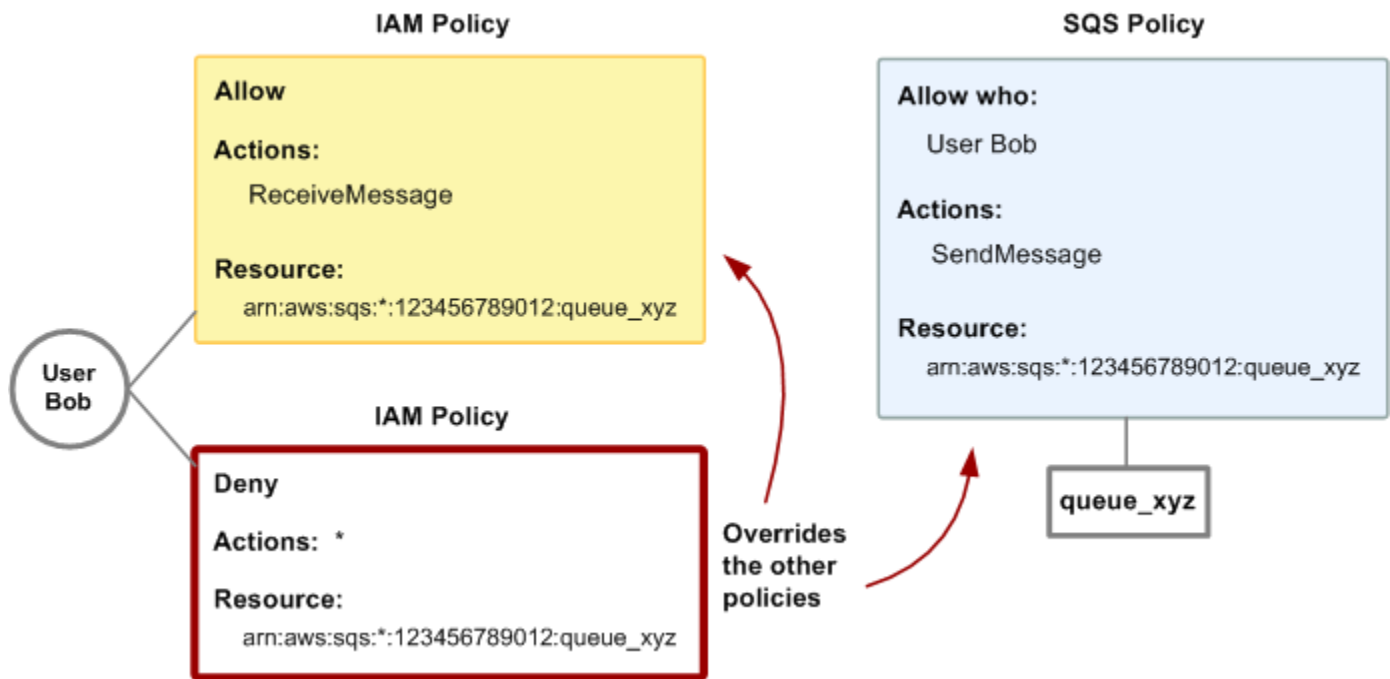 IAM Policy
Allow
Actions:
ReceiveMessage
Resource:
arn:aws:sqs:*:123456789012:queue_xyz
User
Bob
IAM Policy
Deny
Actions: *
Resource:
arn:aws:sqs:*:123456789012:queue_xyz
Overrides
the other
policies
SQS Policy
Allow who:
User Bob
Actions:
SendMessage
Resource:
arn:aws:sqs:*:123456789012:queue_xyz
queue_xyz